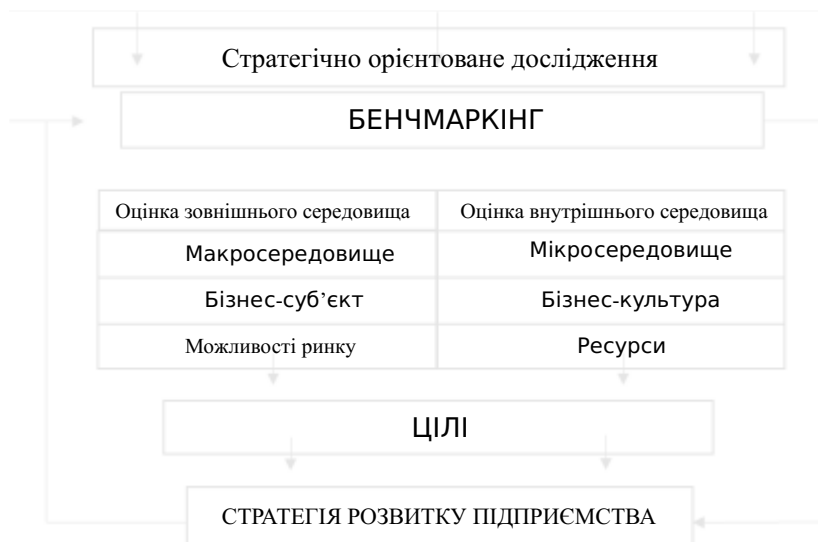 Стратегічно орієнтоване дослідження
БЕНЧМАРКІНГ
Оцінка зовнішнього середовища
Оцінка внутрішнього середовища
Макросередовище
Мікросередовище
Бізнес-суб’єкт
Бізнес-культура
Можливості ринку
Ресурси
ЦІЛІ
СТРАТЕГІЯ РОЗВИТКУ ПІДПРИЄМСТВА